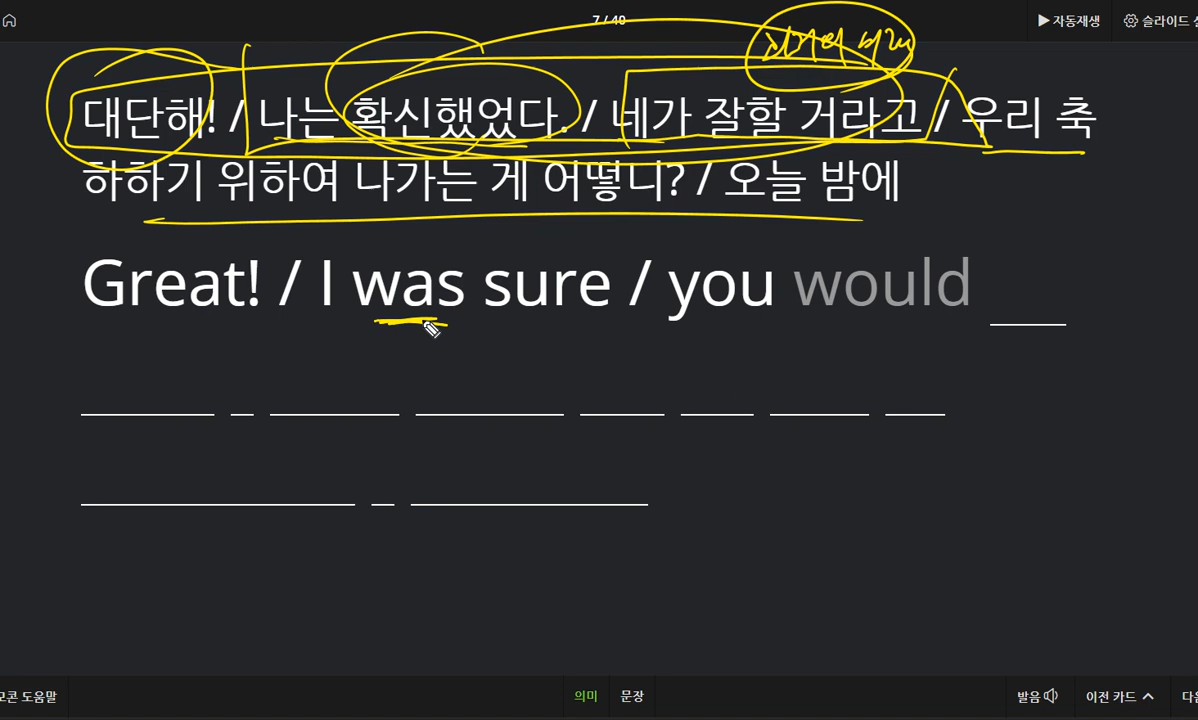 7 / 40
▶ 자동재생
슬라이드
대단해! / 나는 확신했었다. / 네가 잘할 거라고 / 우리 축
하하기 위하여 나가는 게 어떻니? / 오늘 밤에
Great! / I was sure / you would
도움말
의미
문장
발음
이전 카드